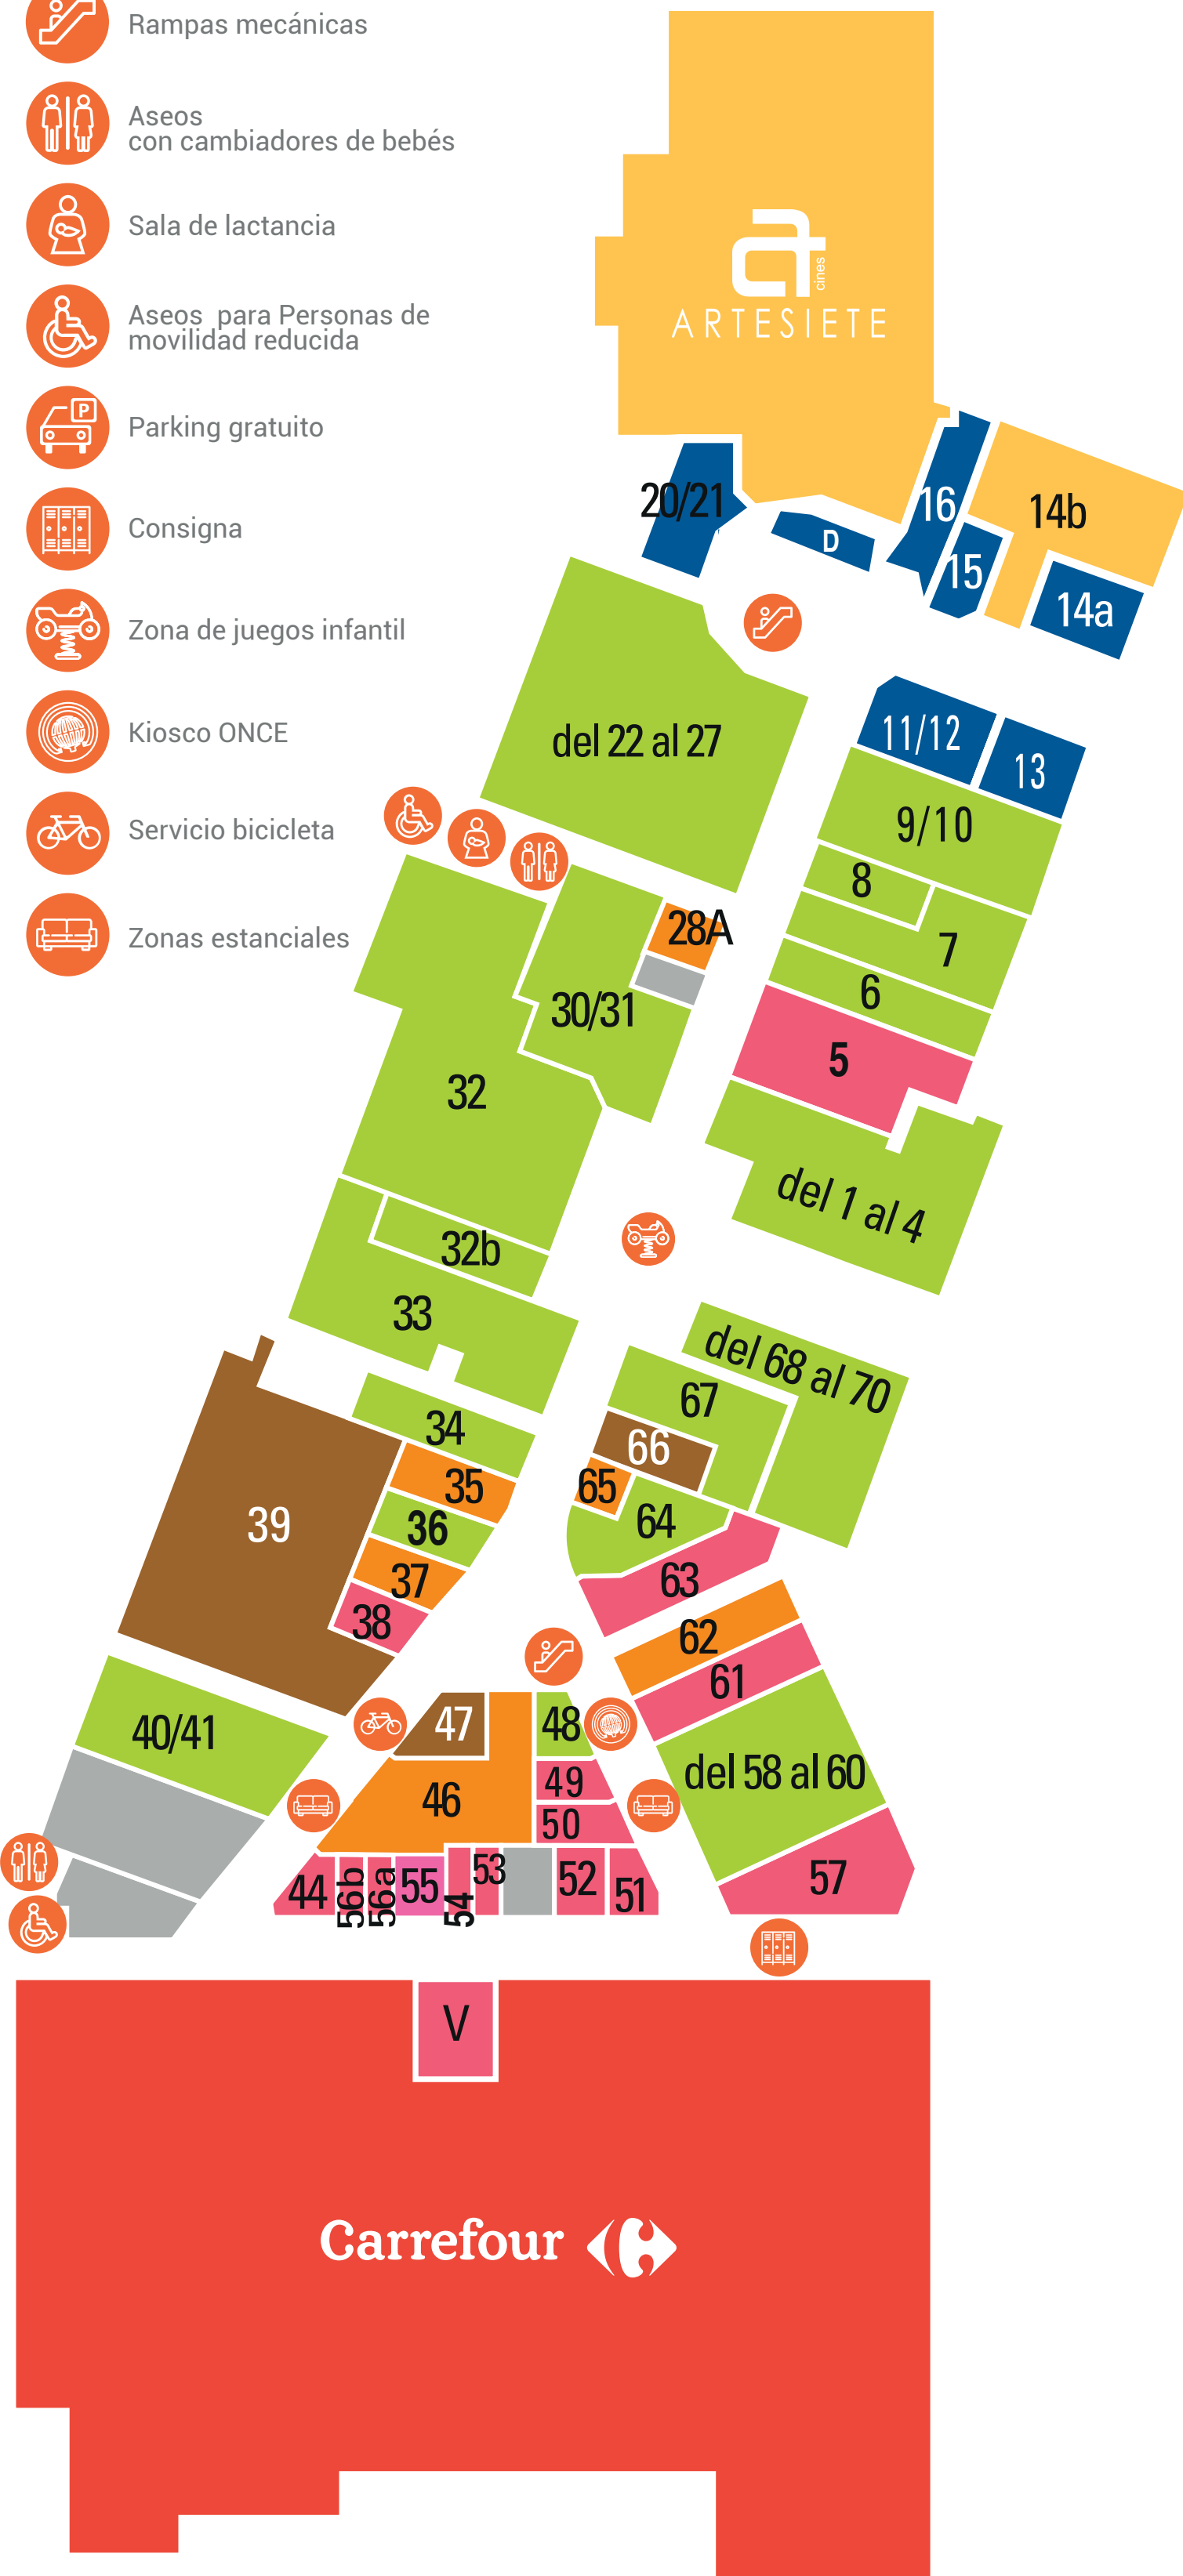 Rampas mecánicas
Aseos
con cambiadores de bebés
Sala de lactancia
Aseos para Personas de
movilidad reducida
P
Parking gratuito
Consigna
Zona de juegos infantil
Kiosco ONCE
Servicio bicicleta
Zonas estanciales
cines
ARTESIETE
20/21
D
16
15
14b
14a
del 22 al 27
11/12
13
9/10
8
7
6
5
del 1 al 4
28A
30/31
32
32b
33
34
35
36
37
38
39
40/41
del 68 al 70
67
66
65
64
63
62
61
del 58 al 60
57
47
48
46
49
50
44
56b
56a
55
54
53
52
51
V
Carrefour